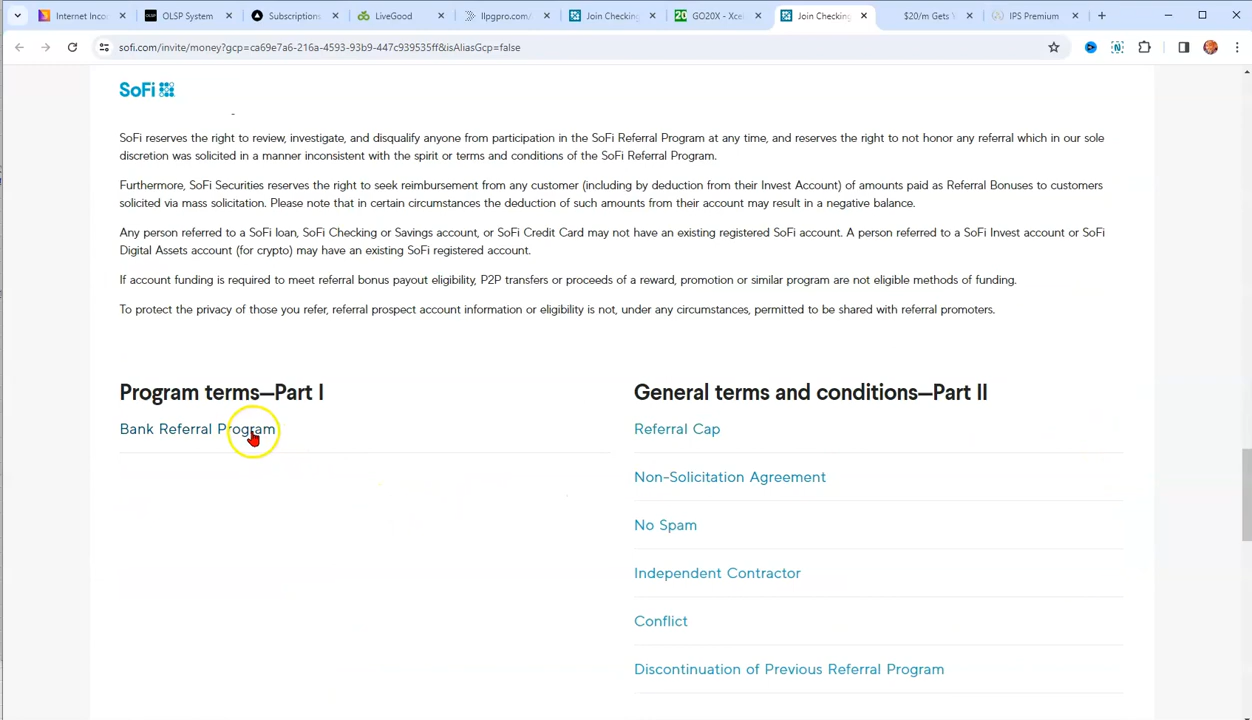 Internet Inco
OLSP System
Subscriptions
LiveGood
llpgpro.com/
Join Checking
GO20X - Xce
Join Checking
$20/m Gets Y
IPS Premium
sofi.com/invite/money?gcp=ca69e7a6-216a-4593-93b9-447c939535ff&isAliasGcp=false
SoFi
SoFi reserves the right to review, investigate, and disqualify anyone from participation in the SoFi Referral Program at any time, and reserves the right to not honor any referral which in our sole
discretion was solicited in a manner inconsistent with the spirit or terms and conditions of the SoFi Referral Program.
Furthermore, SoFi Securities reserves the right to seek reimbursement from any customer (including by deduction from their Invest Account) of amounts paid as Referral Bonuses to customers
solicited via mass solicitation. Please note that in certain circumstances the deduction of such amounts from their account may result in a negative balance.
Any person referred to a SoFi loan, SoFi Checking or Savings account, or SoFi Credit Card may not have an existing registered SoFi account. A person referred to a SoFi Invest account or SoFi
Digital Assets account (for crypto) may have an existing SoFi registered account.
If account funding is required to meet referral bonus payout eligibility, P2P transfers or proceeds of a reward, promotion or similar program are not eligible methods of funding.
To protect the privacy of those you refer, referral prospect account information or eligibility is not, under any circumstances, permitted to be shared with referral promoters.
Program terms—Part I
Bank Referral Program
General terms and conditions—Part II
Referral Cap
Non-Solicitation Agreement
No Spam
Independent Contractor
Conflict
Discontinuation of Previous Referral Program